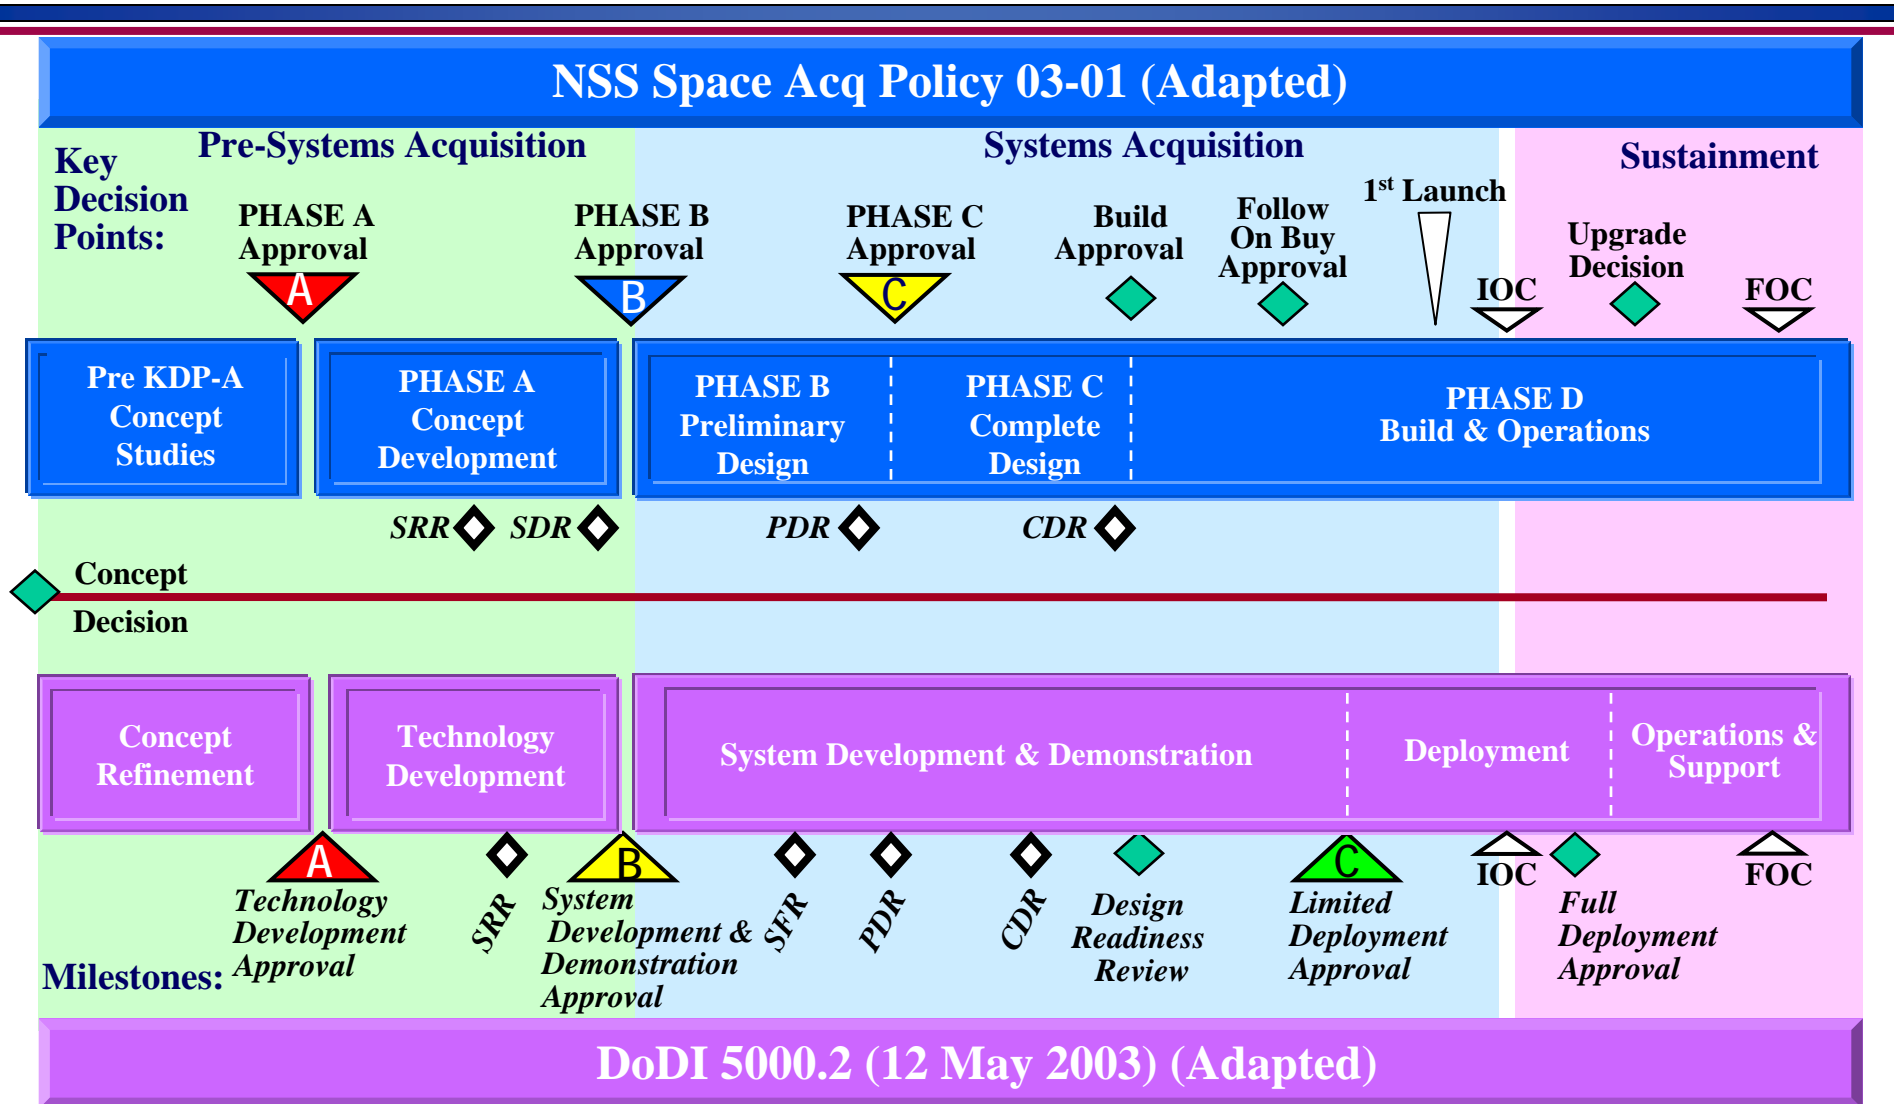 NSS Space Acq Policy 03-01 (Adapted)
Pre-Systems Acquisition
Systems Acquisition
Sustainment
Key
Decision
Points:
PHASE A
Approval
A
PHASE B
Approval
B
PHASE C
Approval
C
Build
Approval
Follow
On Buy
Approval
1st Launch
IOC
Upgrade
Decision
FOC
Pre KDP-A
Concept
Studies
PHASE A
Concept
Development
PHASE B
Preliminary
Design
PHASE C
Complete
Design
PHASE D
Build & Operations
SRR
SDR
PDR
CDR
Concept
Decision
Concept
Refinement
Technology
Development
System Development & Demonstration
Deployment
Operations &
Support
A
Technology
Development
Approval
SRR
B
System
Development &
Demonstration
Approval
SFR
PDR
CDR
Design
Readiness
Review
C
Limited
Deployment
Approval
IOC
Full
Deployment
Approval
FOC
Milestones:
DoDI 5000.2 (12 May 2003) (Adapted)